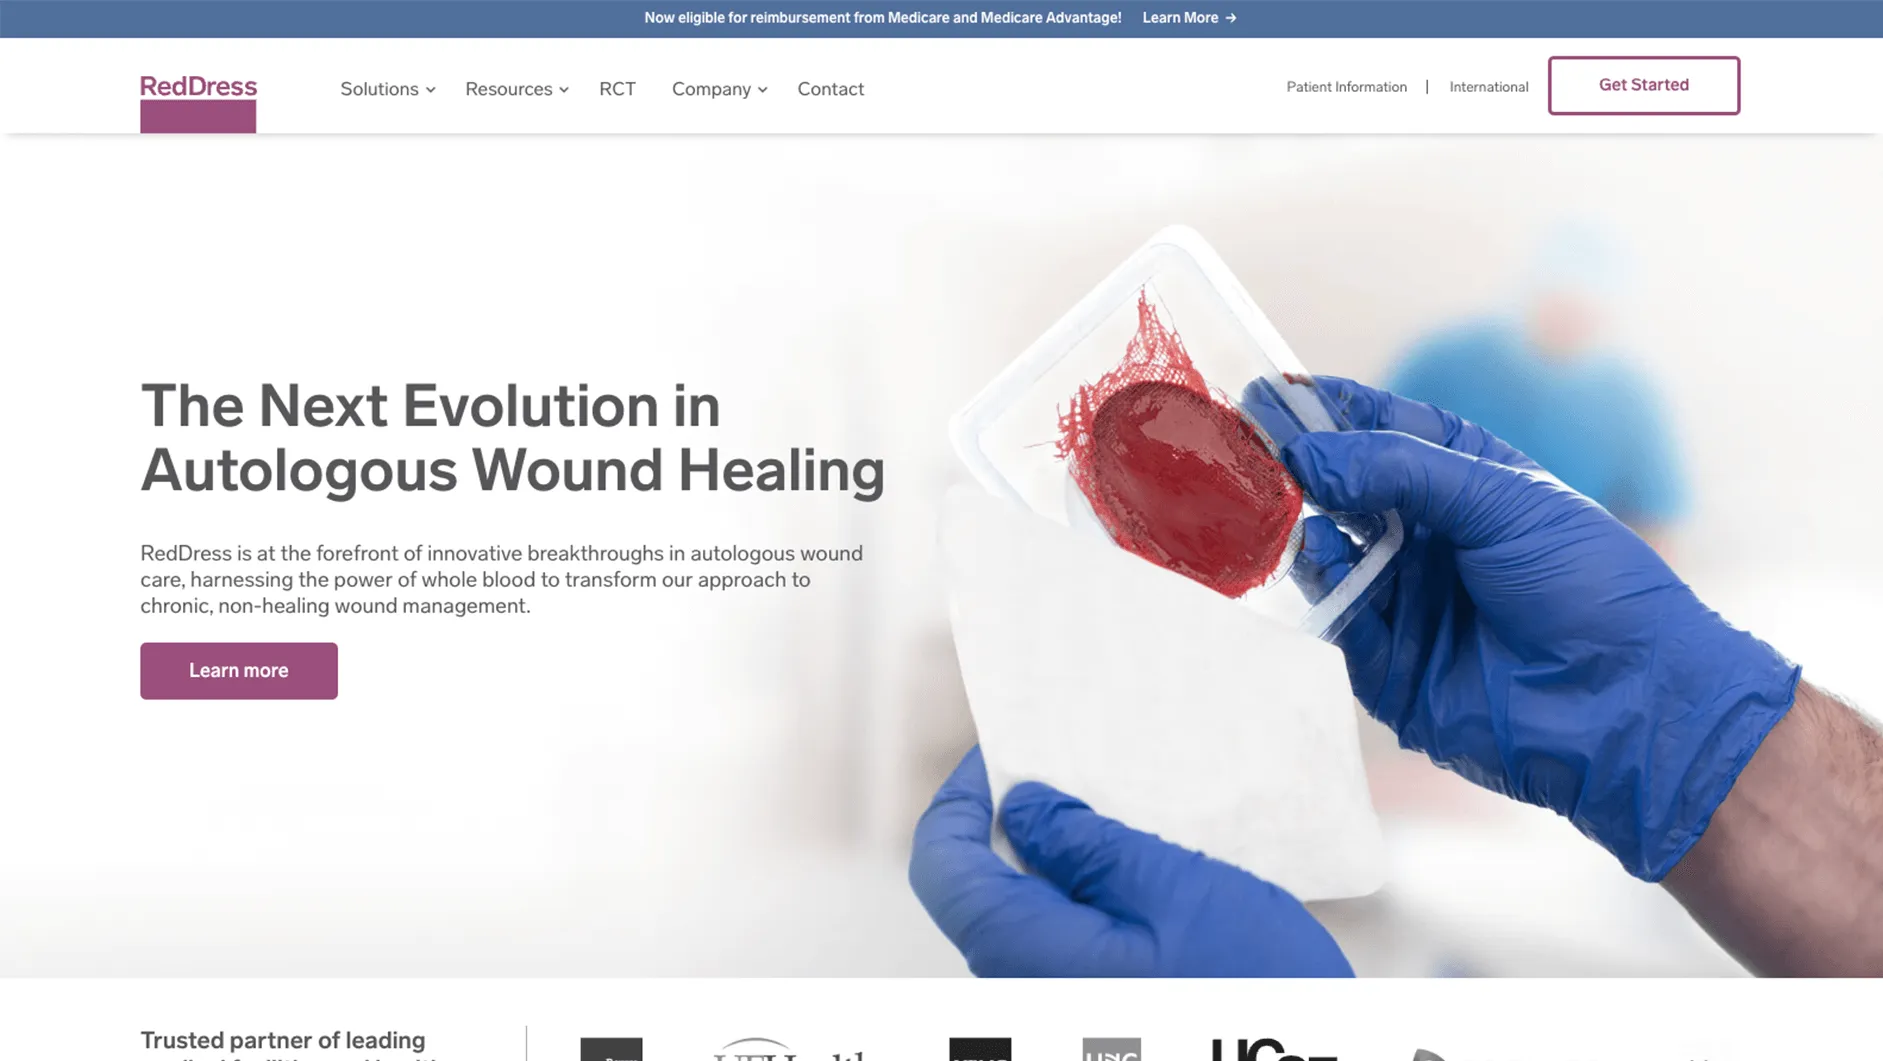 Now eligible for reimbursement from Medicare and Medicare Advantage! Learn More →
RedDress
Solutions
Resources
RCT
Company
Contact
Patient Information | International
Get Started
The Next Evolution in
Autologous Wound Healing
RedDress is at the forefront of innovative breakthroughs in autologous wound
care, harnessing the power of whole blood to transform our approach to
chronic, non-healing wound management.
Learn more
Trusted partner of leading